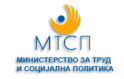 МТСП
МИНИСТЕРСТВО ЗА ТРУД
И СОЦИЈАЛНА ПОЛИТИКА